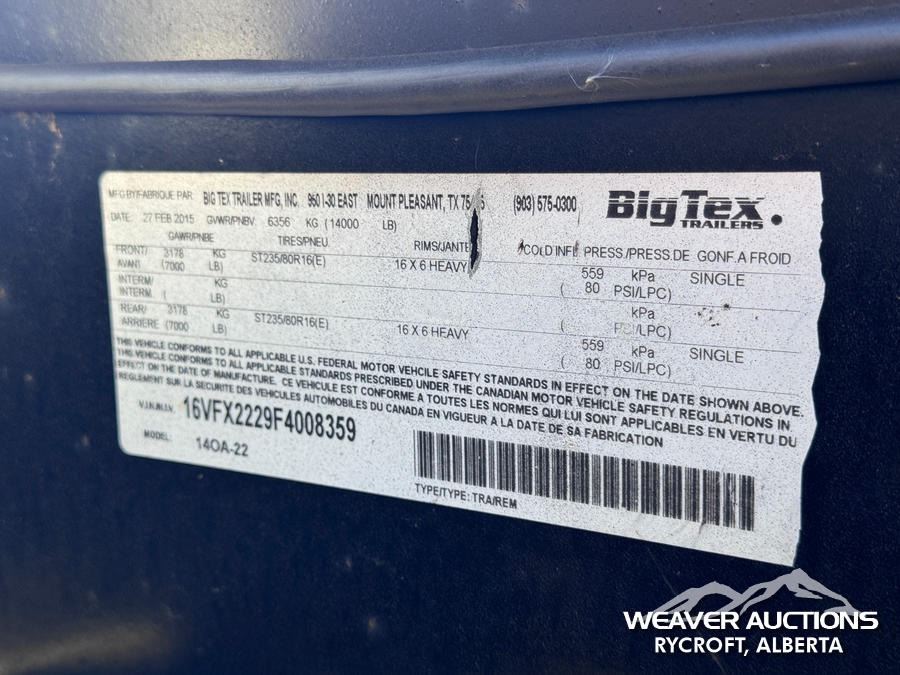 MFG BY/FABRIQUE PAR: BIG TEX TRAILER MFG, INC. 950 I-30 EAST MOUNT PLEASANT, TX (903) 575-0300
BigTex
TRAILERS
DATE: 27 FEB 2015 GVWR/PNBV: 6356 KG (14000 LB)
GAWR/PNBE TIRES/PNEU RIMS/JANTE COLD INFL PRESS./PRESS.DE GONF.A FROID
FRONT/ 3178 KG ST235/80R16(E) 16 X 6 HEAVY 559 kPa SINGLE
AVANT (7000 LB) ( 80 PSI/LPC)
INTERM/ KG kPa
INTERM. ( LB) ( PSI/LPC)
REAR/ 3178 KG ST235/80R16(E) 16 X 6 HEAVY 559 kPa SINGLE
ARRIERE (7000 LB) ( 80 PSI/LPC)
THIS VEHICLE CONFORMS TO ALL APPLICABLE U.S. FEDERAL MOTOR VEHICLE SAFETY STANDARDS IN EFFECT ON THE DATE SHOWN ABOVE.
THIS VEHICLE CONFORMS TO ALL APPLICABLE STANDARDS PRESCRIBED UNDER THE CANADIAN MOTOR VEHICLE SAFETY REGULATIONS IN
EFFECT ON THE DATE OF MANUFACTURE. CE VEHICULE EST CONFORME A TOUTES LES NORMES QUI LUI SONT APPLICABLES EN VERTU DU
REGLEMENT SUR LA SECURITE DES VEHICULES AUTOMOBILES DU CANADA EN VIGUEUR A LA DATE DE SA FABRICATION
V.I.N./N.I.V. 16VFX2229F4008359
MODEL: 14OA-22
TYPE/TYPE: TRA/REM
WEAVER AUCTIONS
RYCROFT, ALBERTA